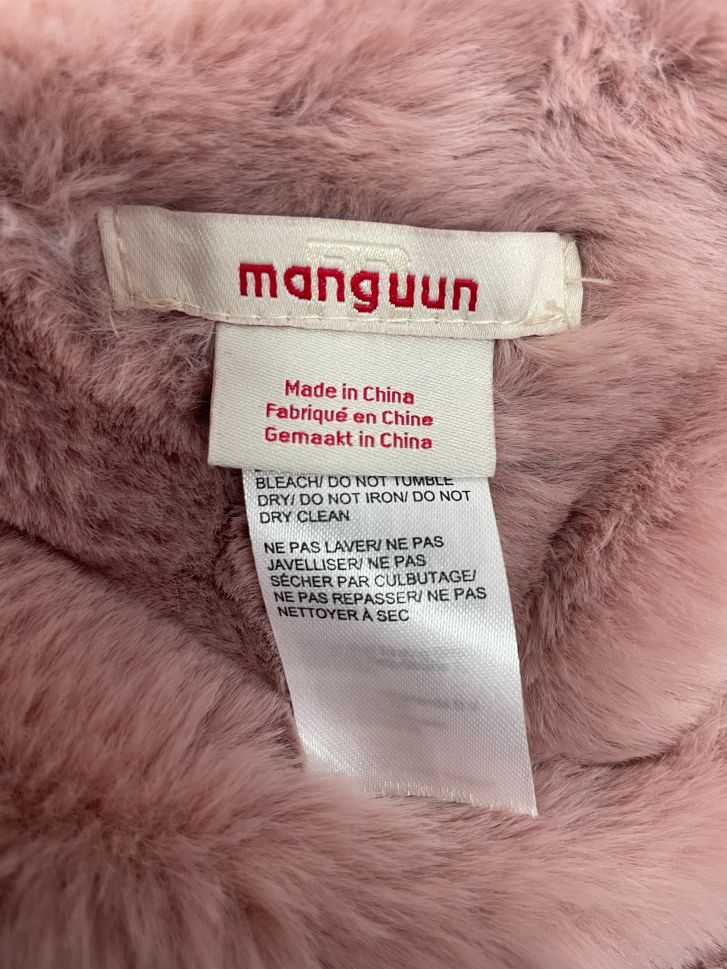 manguun
Made in China
Fabriqué en Chine
Gemaakt in China
BLEACH/ DO NOT TUMBLE
DRY/ DO NOT IRON/ DO NOT
DRY CLEAN
NE PAS LAVER/ NE PAS
JAVELLISER/ NE PAS
SÉCHER PAR CULBUTAGE/
NE PAS REPASSER/ NE PAS
NETTOYER À SEC